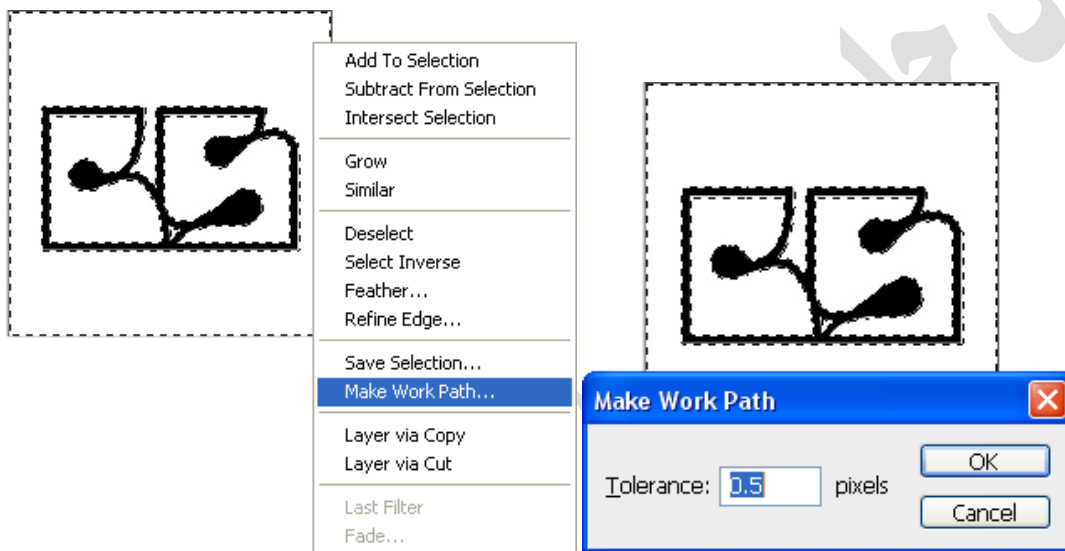 Add To Selection
Subtract From Selection
Intersect Selection
Grow
Similar
Deselect
Select Inverse
Feather...
Refine Edge...
Save Selection...
Make Work Path...
Layer via Copy
Layer via Cut
Last Filter
Fade...
Make Work Path
Tolerance: 0.5 pixels
OK
Cancel